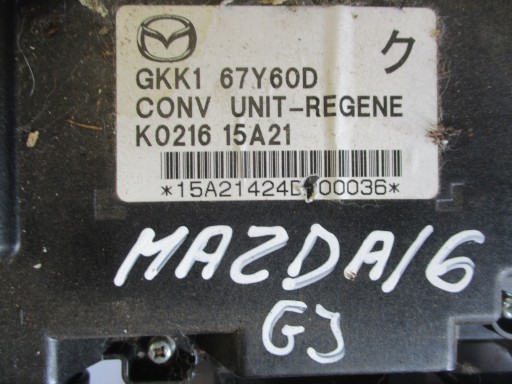 GKK1 67Y60D ク
CONV UNIT-REGENE
K0216 15A21
MAZDA/6
GJ